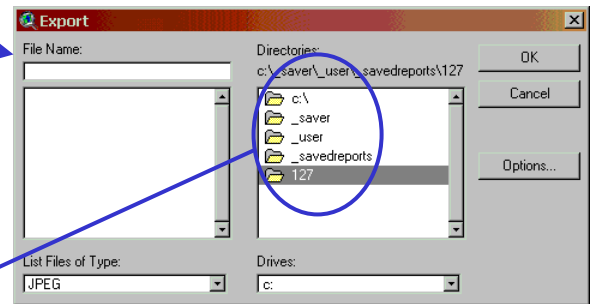 Export
File Name:
Directories:
c:\_saver\_user\_savedreports\127
OK
Cancel
Options...
c:\
_saver
_user
_savedreports
127
List Files of Type:
JPEG
Drives:
c: